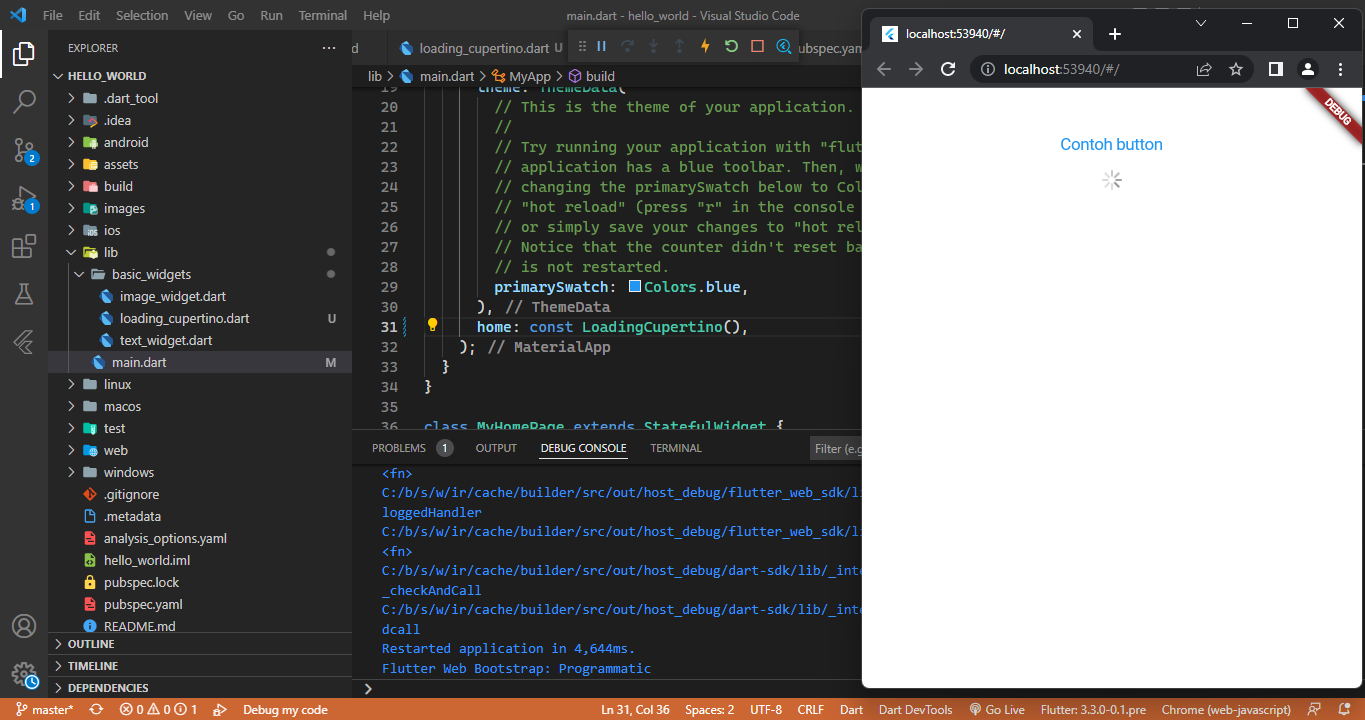 File Edit Selection View Go Run Terminal Help
main.dart - hello_world - Visual Studio Code
EXPLORER
HELLO_WORLD
.dart_tool
.idea
android
assets
build
images
ios
lib
basic_widgets
image_widget.dart
loading_cupertino.dart U
text_widget.dart
main.dart M
linux
macos
test
web
windows
.gitignore
.metadata
analysis_options.yaml
hello_world.iml
pubspec.lock
pubspec.yaml
README.md
OUTLINE
TIMELINE
DEPENDENCIES
2
1
d loading_cupertino.dart U ubspec.yam
lib > main.dart > MyApp > build
19 theme: ThemeData(
20 // This is the theme of your application.
21 //
22 // Try running your application with "flut
23 // application has a blue toolbar. Then, w
24 // changing the primarySwatch below to Col
25 // "hot reload" (press "r" in the console
26 // or simply save your changes to "hot rel
27 // Notice that the counter didn't reset ba
28 // is not restarted.
29 primarySwatch: Colors.blue,
30 ), // ThemeData
31 home: const LoadingCupertino(),
32 ); // MaterialApp
33 }
34 }
35
36 class MyHomePage extends StatefulWidget {
PROBLEMS 1 OUTPUT DEBUG CONSOLE TERMINAL Filter (e.g
<fn>
C:/b/s/w/ir/cache/builder/src/out/host_debug/flutter_web_sdk/li
loggedHandler
C:/b/s/w/ir/cache/builder/src/out/host_debug/flutter_web_sdk/li
<fn>
C:/b/s/w/ir/cache/builder/src/out/host_debug/dart-sdk/lib/_inte
_checkAndCall
C:/b/s/w/ir/cache/builder/src/out/host_debug/dart-sdk/lib/_inte
dcall
Restarted application in 4,644ms.
Flutter Web Bootstrap: Programmatic
localhost:53940/#/
localhost:53940/#/
DEBUG
Contoh button
master* 0 0 1 Debug my code Ln 31, Col 36 Spaces: 2 UTF-8 CRLF Dart Dart DevTools Go Live Flutter: 3.3.0-0.1.pre Chrome (web-javascript)